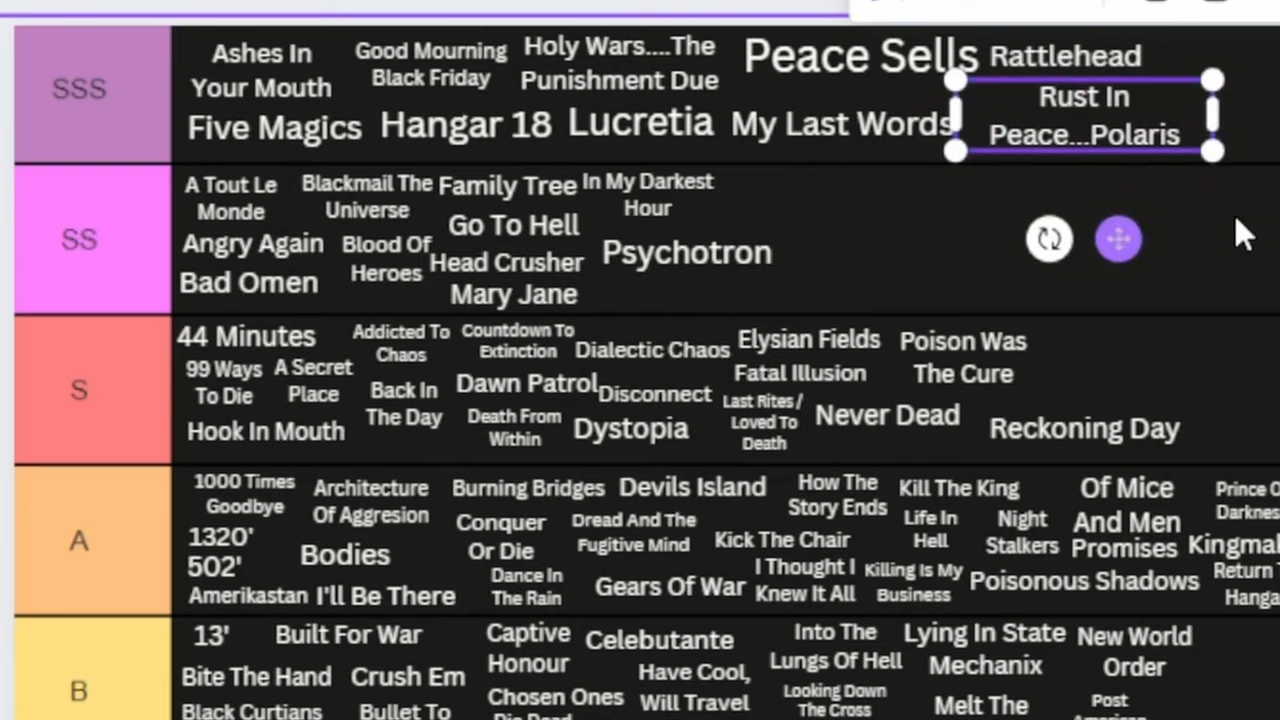 SSS
Ashes In
Your Mouth
Good Mourning
Black Friday
Holy Wars....The
Punishment Due
Peace Sells
Rattlehead
Five Magics
Hangar 18
Lucretia
My Last Words
Rust In
Peace...Polaris
SS
A Tout Le
Monde
Blackmail The
Universe
Family Tree
In My Darkest
Hour
Angry Again
Blood Of
Heroes
Go To Hell
Head Crusher
Psychotron
Bad Omen
Mary Jane
S
44 Minutes
Addicted To
Chaos
Countdown To
Extinction
Dialectic Chaos
Elysian Fields
Poison Was
The Cure
99 Ways
To Die
A Secret
Place
Back In
The Day
Dawn Patrol
Disconnect
Fatal Illusion
Hook In Mouth
Death From
Within
Dystopia
Last Rites /
Loved To
Death
Never Dead
Reckoning Day
A
1000 Times
Goodbye
Architecture
Of Aggresion
Burning Bridges
Devils Island
How The
Story Ends
Kill The King
Of Mice
And Men
Prince O
Darknes
1320'
502'
Bodies
Conquer
Or Die
Dread And The
Fugitive Mind
Kick The Chair
Life In
Hell
Night
Stalkers
Promises
Kingma
Amerikastan
I'll Be There
Dance In
The Rain
Gears Of War
I Thought I
Knew It All
Killing Is My
Business
Poisonous Shadows
Return
Hanga
B
13'
Built For War
Captive
Honour
Celebutante
Into The
Lungs Of Hell
Lying In State
New World
Order
Bite The Hand
Crush Em
Have Cool,
Will Travel
Mechanix
Black Curtians
Bullet To
Chosen Ones
Looking Down
The Cross
Melt The
Post